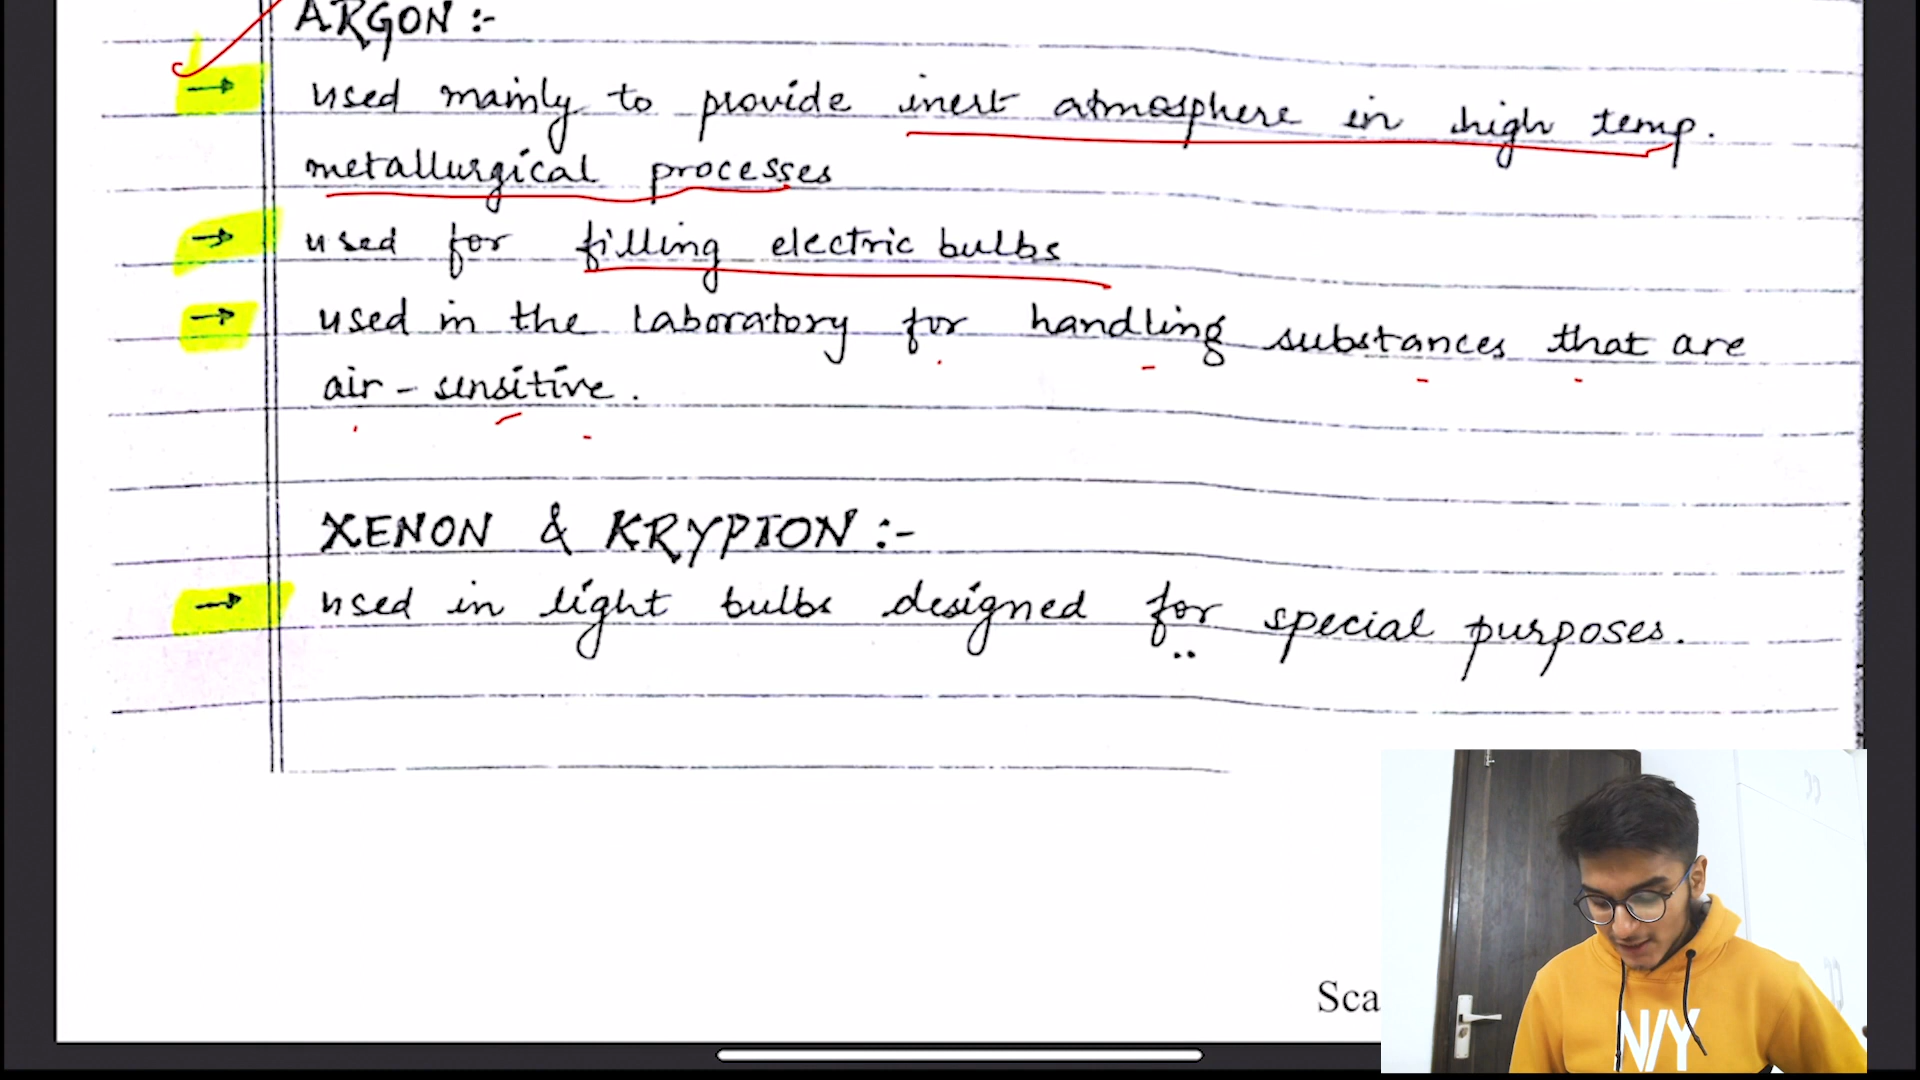 ARGON :-
→ used mainly to provide inert atmosphere in high temp.
metallurgical processes
→ used for filling electric bulbs
→ used in the laboratory for handling substances that are
air-sensitive.
XENON & KRYPTON :-
→ used in light bulbs designed for special purposes.
Sca
N/Y